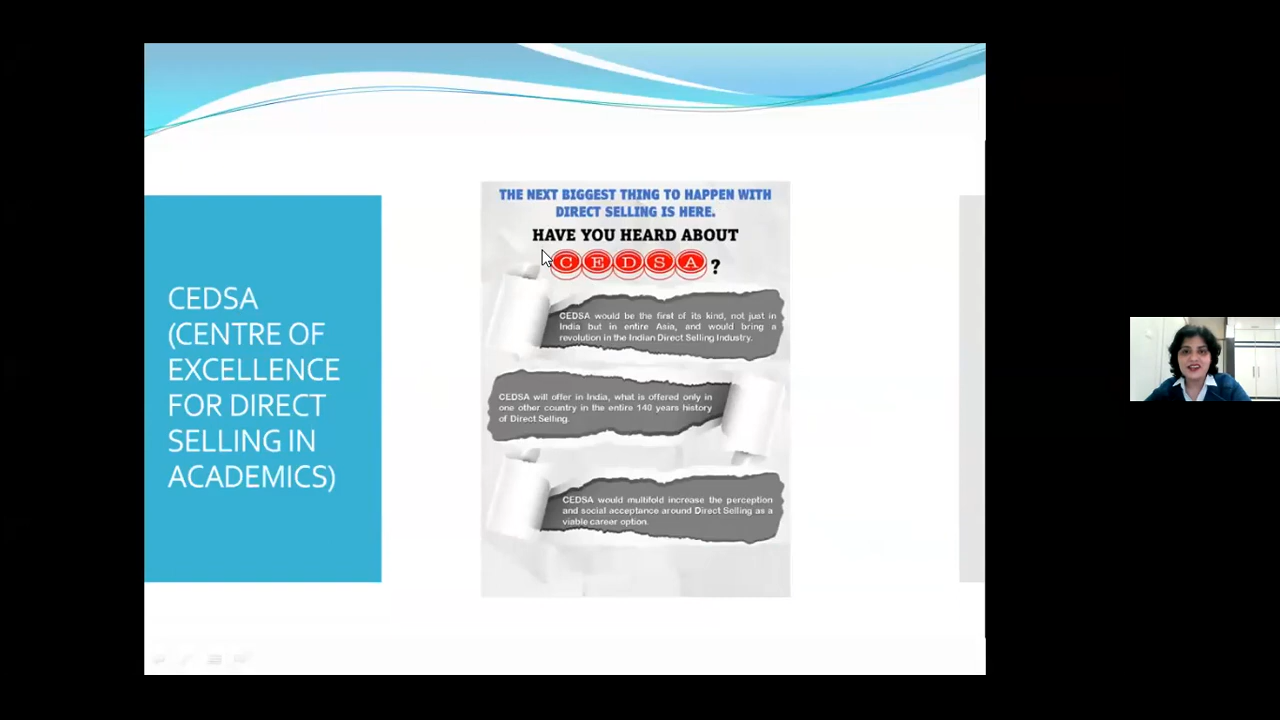 CEDSA
(CENTRE OF
EXCELLENCE
FOR DIRECT
SELLING IN
ACADEMICS)
THE NEXT BIGGEST THING TO HAPPEN WITH
DIRECT SELLING IS HERE.
HAVE YOU HEARD ABOUT
CEDSA ?
CEDSA would be the first of its kind, not just in
India but in entire Asia, and would bring a
revolution in the Indian Direct Selling Industry.
CEDSA will offer in India, what is offered only in
one other country in the entire 140 years history
of Direct Selling.
CEDSA would multifold increase the perception
and social acceptance around Direct Selling as a
viable career option.